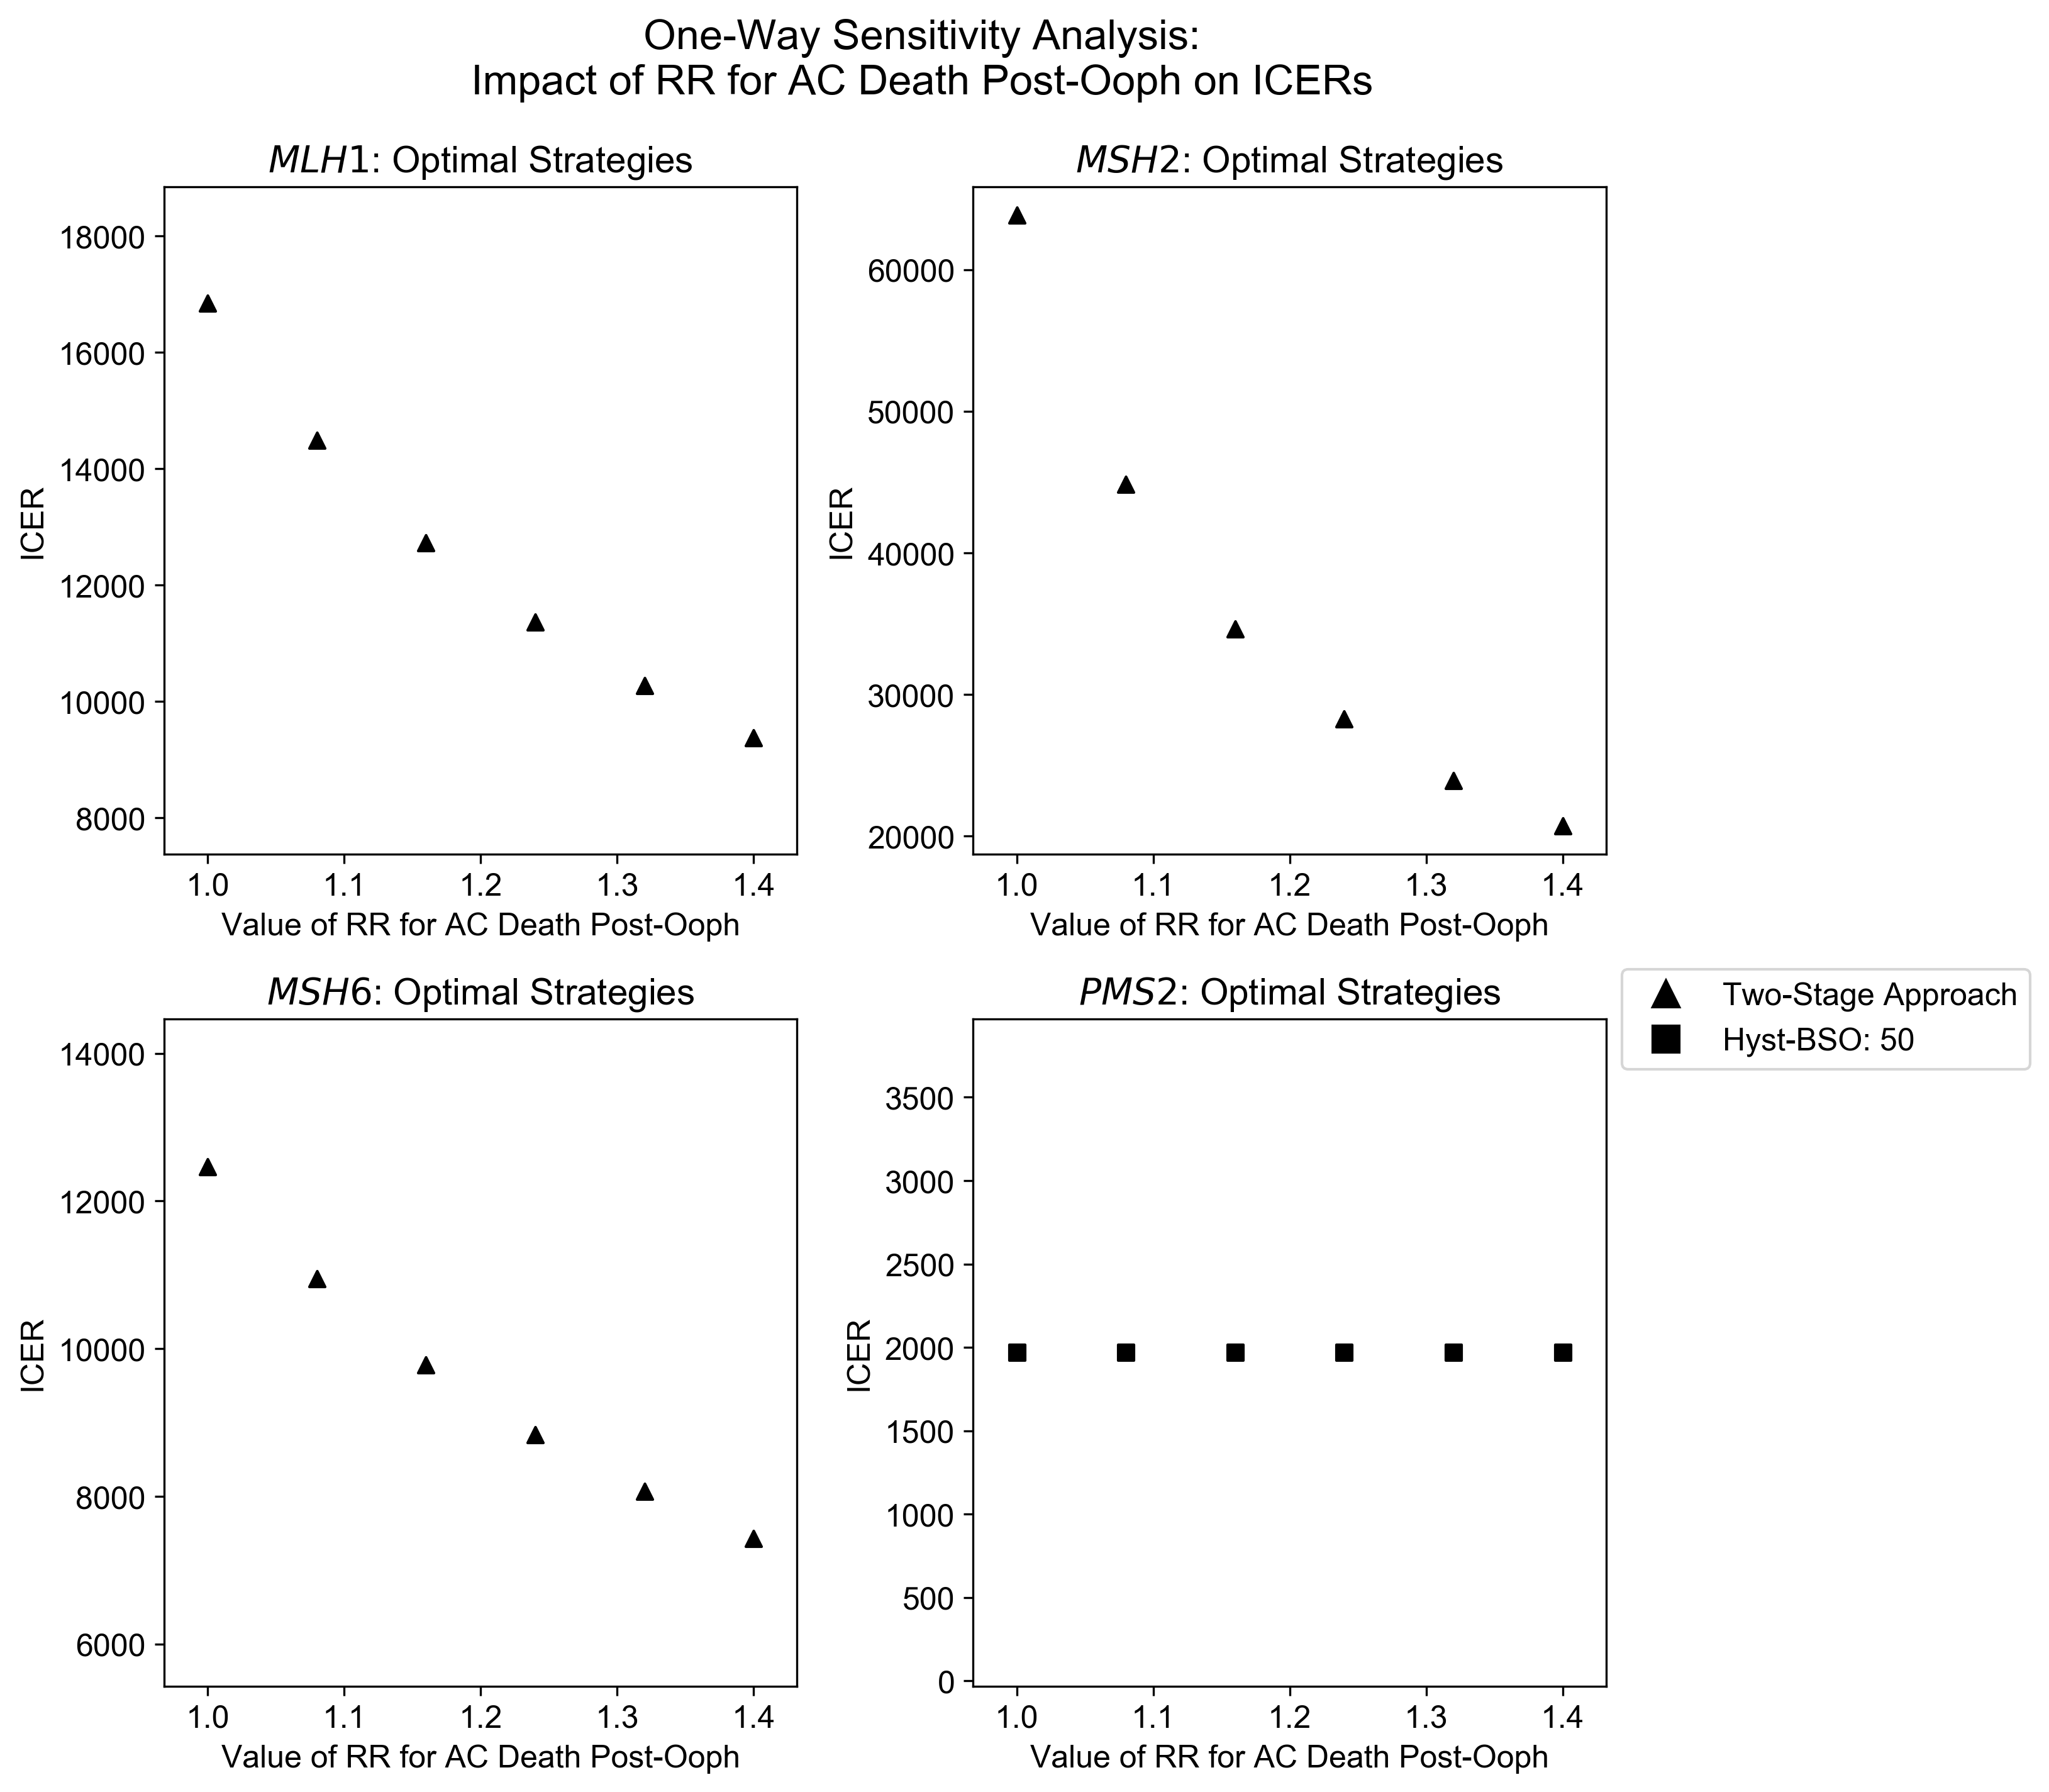 One-Way Sensitivity Analysis:
Impact of RR for AC Death Post-Ooph on ICERs
MLH1: Optimal Strategies
18000
16000
14000
12000
10000
8000
ICER
1.0 1.1 1.2 1.3 1.4
Value of RR for AC Death Post-Ooph
MSH2: Optimal Strategies
60000
50000
40000
30000
20000
ICER
1.0 1.1 1.2 1.3 1.4
Value of RR for AC Death Post-Ooph
MSH6: Optimal Strategies
14000
12000
10000
8000
6000
ICER
1.0 1.1 1.2 1.3 1.4
Value of RR for AC Death Post-Ooph
PMS2: Optimal Strategies
3500
3000
2500
2000
1500
1000
500
0
ICER
1.0 1.1 1.2 1.3 1.4
Value of RR for AC Death Post-Ooph
Two-Stage Approach
Hyst-BSO: 50